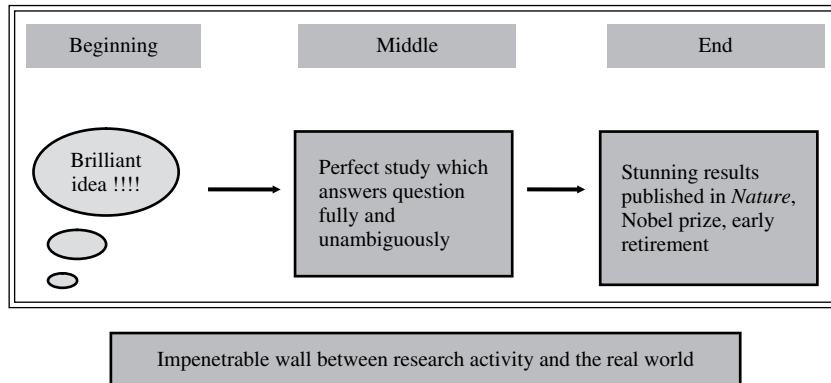 Beginning
Middle
End
Brilliant
idea !!!!
Perfect study which
answers question
fully and
unambiguously
Stunning results
published in Nature,
Nobel prize, early
retirement
Impenetrable wall between research activity and the real world